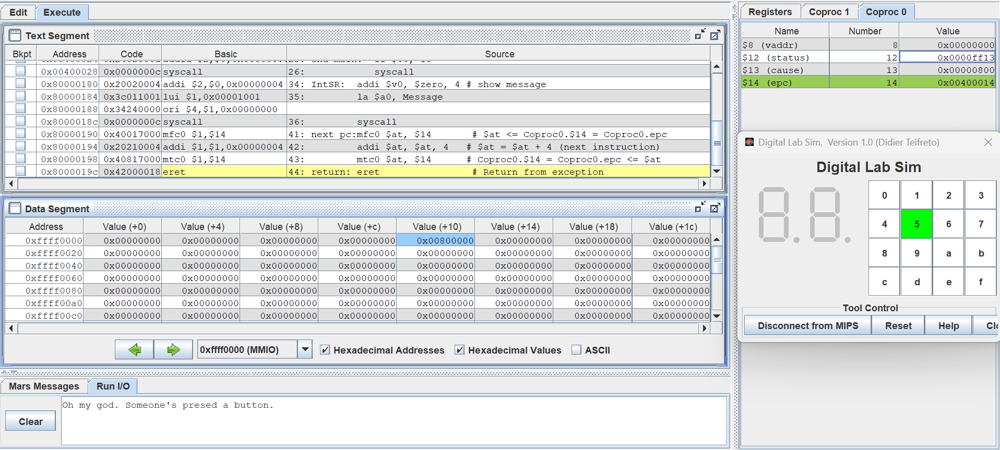 Edit Execute
Text Segment
Bkpt Address Code Basic Source
0x00400028 0x0000000c syscall 26: syscall
0x80000180 0x20020004 addi $2,$0,0x00000004 34: IntSR: addi $v0, $zero, 4 # show message
0x80000184 0x3c011001 lui $1,0x00001001 35: la $a0, Message
0x80000188 0x34240000 ori $4,$1,0x00000000
0x8000018c 0x0000000c syscall 36: syscall
0x80000190 0x40017000 mfc0 $1,$14 41: next pc:mfc0 $at, $14 # $at <= Coproc0.$14 = Coproc0.epc
0x80000194 0x20210004 addi $1,$1,0x00000004 42: addi $at, $at, 4 # $at = $at + 4 (next instruction)
0x80000198 0x40817000 mtc0 $1,$14 43: mtc0 $at, $14 # Coproc0.$14 = Coproc0.epc <= $at
0x8000019c 0x42000018 eret 44: return: eret # Return from exception
Data Segment
Address Value (+0) Value (+4) Value (+8) Value (+c) Value (+10) Value (+14) Value (+18) Value (+1c)
0xffff0000 0x00000000 0x00000000 0x00000000 0x00000000 0x00800000 0x00000000 0x00000000 0x00000000
0xffff0020 0x00000000 0x00000000 0x00000000 0x00000000 0x00000000 0x00000000 0x00000000 0x00000000
0xffff0040 0x00000000 0x00000000 0x00000000 0x00000000 0x00000000 0x00000000 0x00000000 0x00000000
0xffff0060 0x00000000 0x00000000 0x00000000 0x00000000 0x00000000 0x00000000 0x00000000 0x00000000
0xffff0080 0x00000000 0x00000000 0x00000000 0x00000000 0x00000000 0x00000000 0x00000000 0x00000000
0xffff00a0 0x00000000 0x00000000 0x00000000 0x00000000 0x00000000 0x00000000 0x00000000 0x00000000
0xffff00c0 0x00000000 0x00000000 0x00000000 0x00000000 0x00000000 0x00000000 0x00000000 0x00000000
0xffff0000 (MMIO) Hexadecimal Addresses Hexadecimal Values ASCII
Mars Messages Run I/O
Oh my god. Someone's presed a button.
Clear
Registers Coproc 1 Coproc 0
Name Number Value
$8 (vaddr) 8 0x00000000
$12 (status) 12 0x0000ff13
$13 (cause) 13 0x00000800
$14 (epc) 14 0x00400014
Digital Lab Sim, Version 1.0 (Didier Teifreto)
Digital Lab Sim
8.8.
0 1 2 3
4 5 6 7
8 9 a b
c d e f
Tool Control
Disconnect from MIPS Reset Help